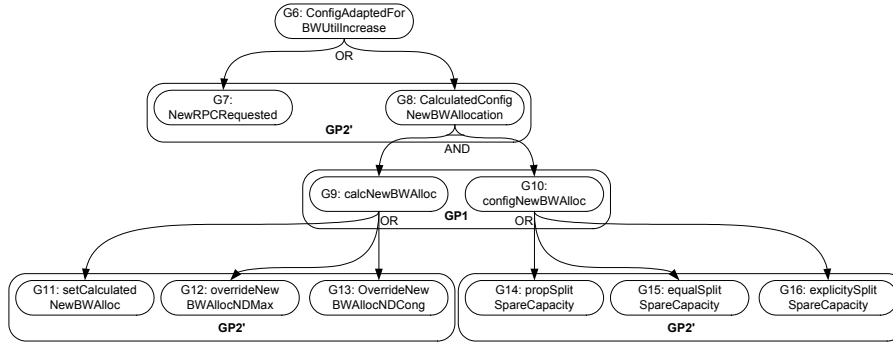 G6: ConfigAdaptedFor
BWUtilIncrease
OR
G7:
NewRPCRequested
G8: CalculatedConfig
NewBWAllocation
GP2'
AND
G9: calcNewBWAlloc
G10:
configNewBWAlloc
GP1
OR
OR
G11: setCalculated
NewBWAlloc
G12: overrideNew
BWAllocNDMax
G13: OverrideNew
BWAllocNDCong
GP2'
G14: propSplit
SpareCapacity
G15: equalSplit
SpareCapacity
G16: explicitySplit
SpareCapacity
GP2'